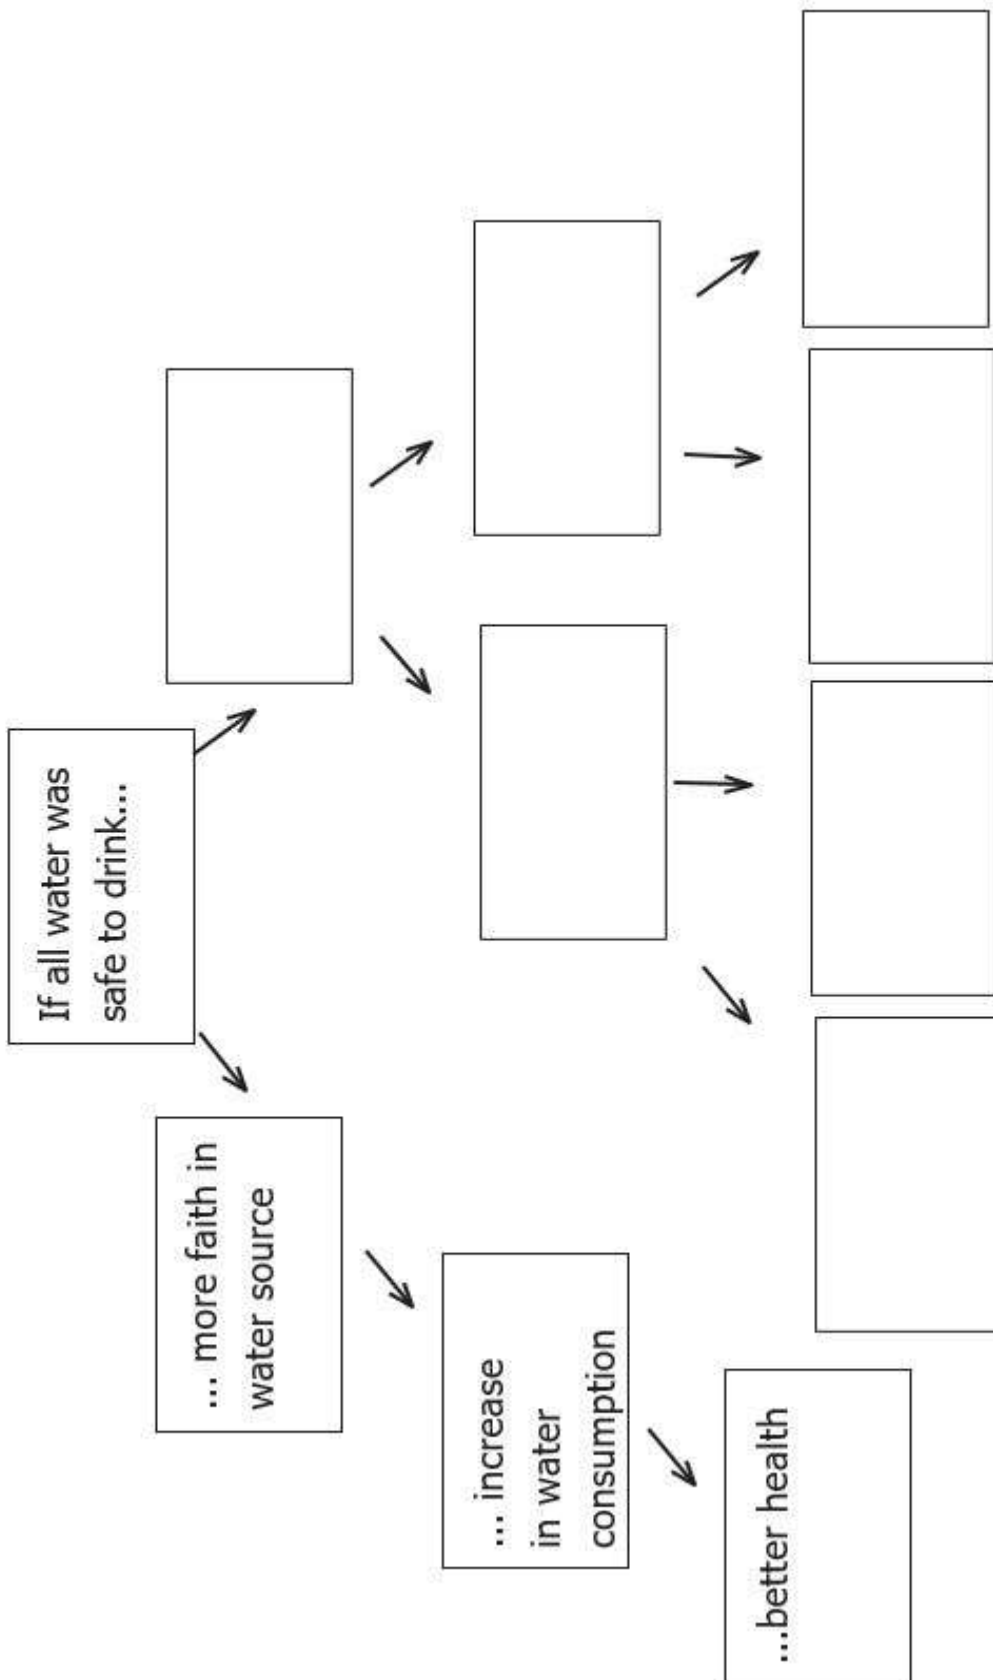 If all water was
safe to drink...
... more faith in
water source
... increase
in water
consumption
...better health